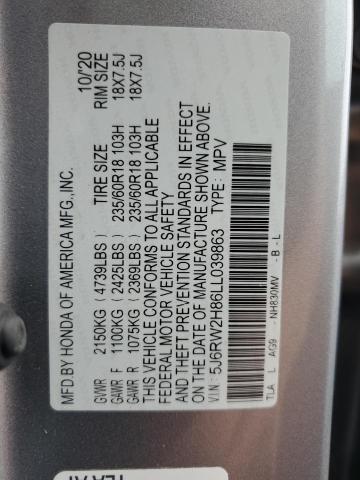 MFD.BY HONDA OF AMERICA MFG.,INC. 10/'20
TIRE SIZE RIM SIZE
GVWR 2150KG (4739LBS)
GAWR F 1100KG (2425LBS) 235/60R18 103H 18X7.5J
GAWR R 1075KG (2369LBS) 235/60R18 103H 18X7.5J
THIS VEHICLE CONFORMS TO ALL APPLICABLE
FEDERAL MOTOR VEHICLE SAFETY
AND THEFT PREVENTION STANDARDS IN EFFECT
ON THE DATE OF MANUFACTURE SHOWN ABOVE.
VIN: 5J6RW2H86LL039863 TYPE: MPV
TLA L AG9 NH830MV -B-L